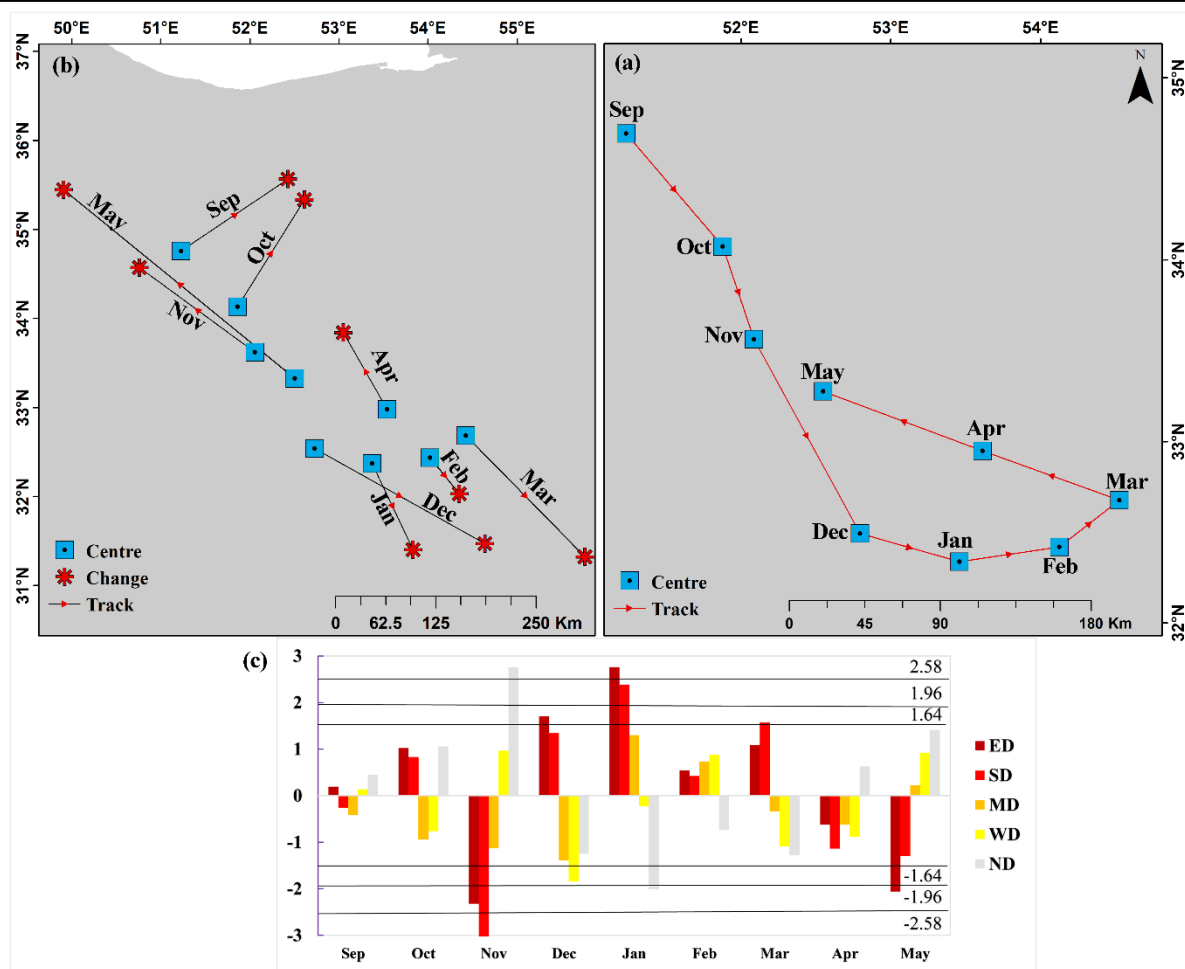 50°E 51°E 52°E 53°E 54°E 55°E
37°N
36°N
35°N
34°N
33°N
32°N
31°N
(b)
May
Sep
Oct
Nov
Apr
Feb
Mar
Jan
Dec
Centre
Change
Track
0 62.5 125 250 Km
52°E 53°E 54°E
35°N
34°N
33°N
32°N
(a)
N
Sep
Oct
Nov
May
Apr
Mar
Dec
Jan
Feb
Centre
Track
0 45 90 180 Km
(c)
3
2
1
0
-1
-2
-3
2.58
1.96
1.64
-1.64
-1.96
-2.58
Sep Oct Nov Dec Jan Feb Mar Apr May
ED
SD
MD
WD
ND